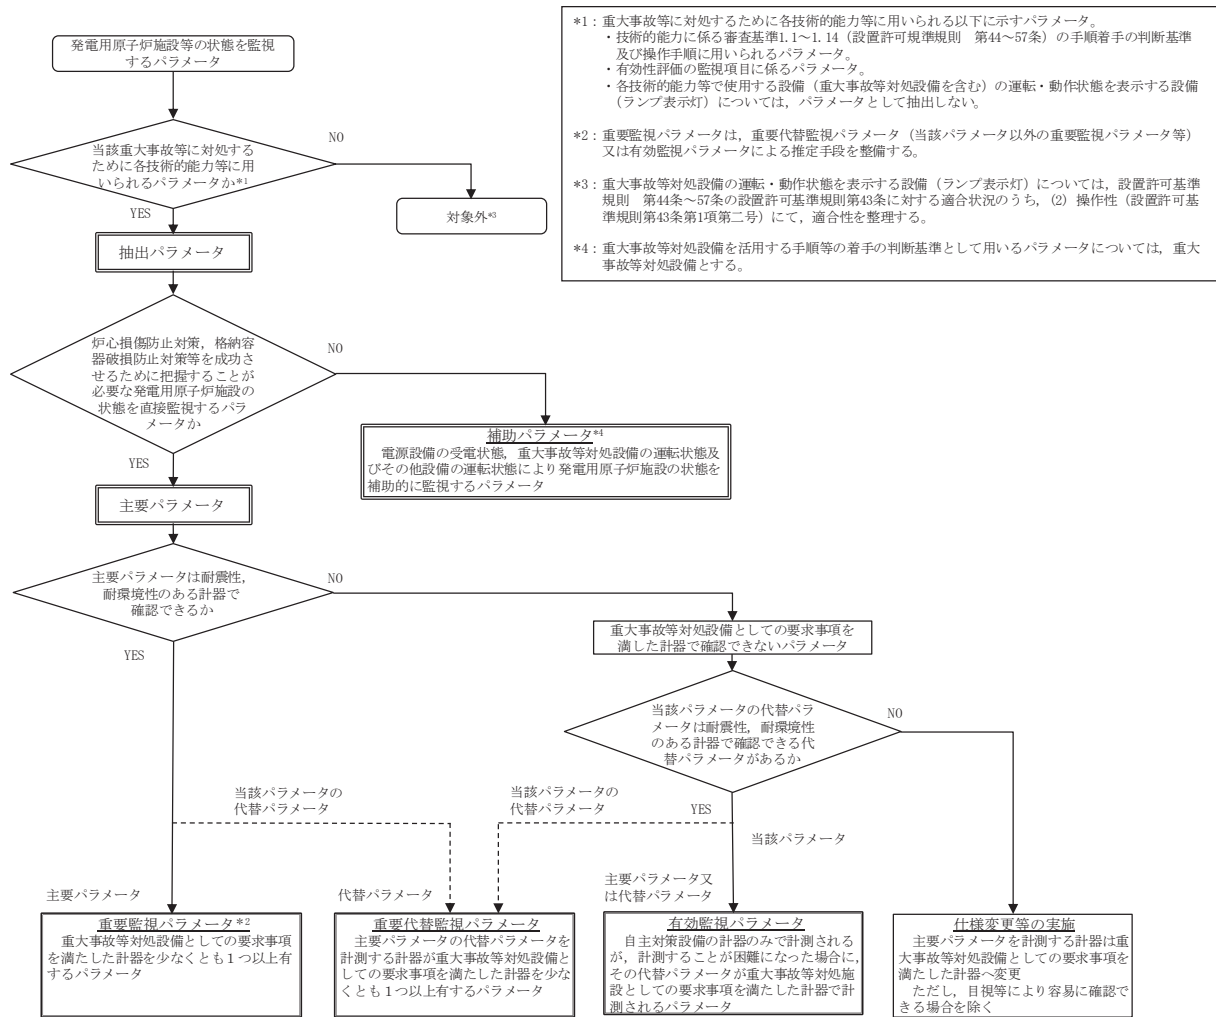 発電用原子炉施設等の状態を監視
するパラメータ
*1：重大事故等に対処するために各技術的能力等に用いられる以下に示すパラメータ。
・技術的能力に係る審査基準1.1～1.14（設置許可規準規則　第44～57条）の手順着手の判断基準
及び操作手順に用いられるパラメータ。
・有効性評価の監視項目に係るパラメータ。
・各技術的能力等で使用する設備（重大事故等対処設備を含む）の運転・動作状態を表示する設備
（ランプ表示灯）については，パラメータとして抽出しない。
*2：重要監視パラメータは，重要代替監視パラメータ（当該パラメータ以外の重要監視パラメータ等）
又は有効監視パラメータによる推定手段を整備する。
*3：重大事故等対処設備の運転・動作状態を表示する設備（ランプ表示灯）については，設置許可基準
規則　第44条～57条の設置許可基準規則第43条に対する適合状況のうち，(2) 操作性（設置許可基
準規則第43条第1項第二号）にて，適合性を整理する。
*4：重大事故等対処設備を活用する手順等の着手の判断基準として用いるパラメータについては，重大
事故等対処設備とする。
当該重大事故等に対処する
ために各技術的能力等に用
いられるパラメータか*1
NO
YES
対象外*3
抽出パラメータ
炉心損傷防止対策，格納容
器破損防止対策等を成功さ
せるために把握することが
必要な発電用原子炉施設の
状態を直接監視するパラ
メータか
NO
YES
補助パラメータ*4
電源設備の受電状態，重大事故等対処設備の運転状態及
びその他設備の運転状態により発電用原子炉施設の状態を
補助的に監視するパラメータ
主要パラメータ
主要パラメータは耐震性，
耐環境性のある計器で
確認できるか
NO
YES
重大事故等対処設備としての要求事項を
満した計器で確認できないパラメータ
当該パラメータの代替パラ
メータは耐震性，耐環境性
のある計器で確認できる代
替パラメータがあるか
NO
YES
当該パラメータの
代替パラメータ
当該パラメータの
代替パラメータ
当該パラメータ
主要パラメータ
代替パラメータ
主要パラメータ又
は代替パラメータ
重要監視パラメータ*2
重大事故等対処設備としての要求事項
を満たした計器を少なくとも１つ以上有
するパラメータ
重要代替監視パラメータ
主要パラメータの代替パラメータを
計測する計器が重大事故等対処設備と
しての要求事項を満たした計器を少な
くとも１つ以上有するパラメータ
有効監視パラメータ
自主対策設備の計器のみで計測される
が，計測することが困難になった場合に，
その代替パラメータが重大事故等対処施
設としての要求事項を満たした計器で計
測されるパラメータ
仕様変更等の実施
主要パラメータを計測する計器は重
大事故等対処設備としての要求事項を
満たした計器へ変更
ただし，目視等により容易に確認で
きる場合を除く